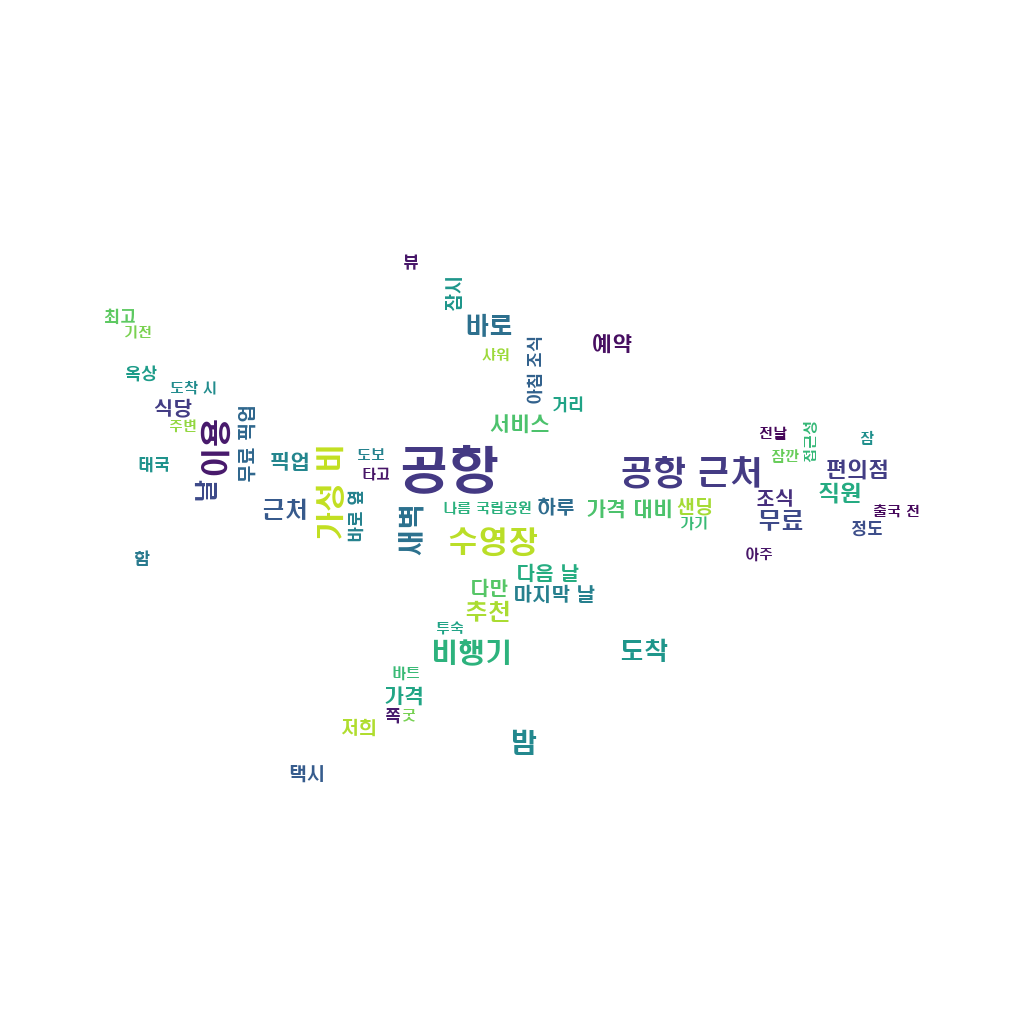 뷰
잠시
최고
바로
기전
예약
샤워
아침 조식
옥상
도착 시
거리
식당
서비스
주변
날 이용
무료 픽업
전날
접근성
잠
태국
픽업
가성 비
도보
타고
공항
공항 근처
잠깐
편의점
직원
조식
근처
바로 옆
새벽
나름 국립공원
하루
가격 대비
샌딩
가기
무료
출국 전
정도
수영장
아주
함
다음 날
다만
마지막 날
추천
투숙
비행기
도착
바트
가격
쪽
굿
저희
밤
택시